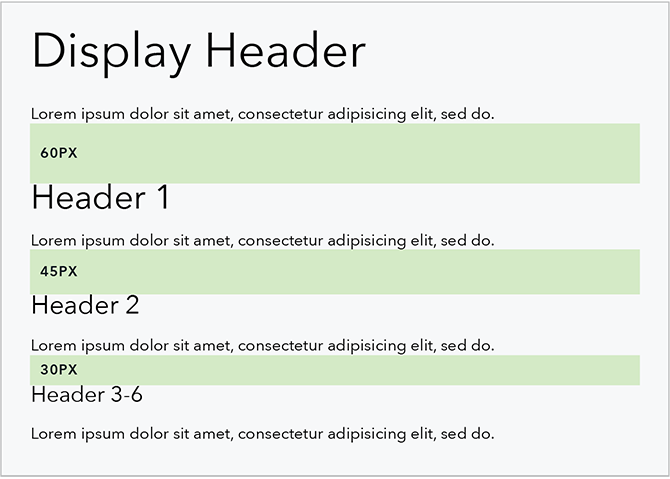 Display Header
Lorem ipsum dolor sit amet, consectetur adipisicing elit, sed do.
60PX
Header 1
Lorem ipsum dolor sit amet, consectetur adipisicing elit, sed do.
45PX
Header 2
Lorem ipsum dolor sit amet, consectetur adipisicing elit, sed do.
30PX
Header 3-6
Lorem ipsum dolor sit amet, consectetur adipisicing elit, sed do.